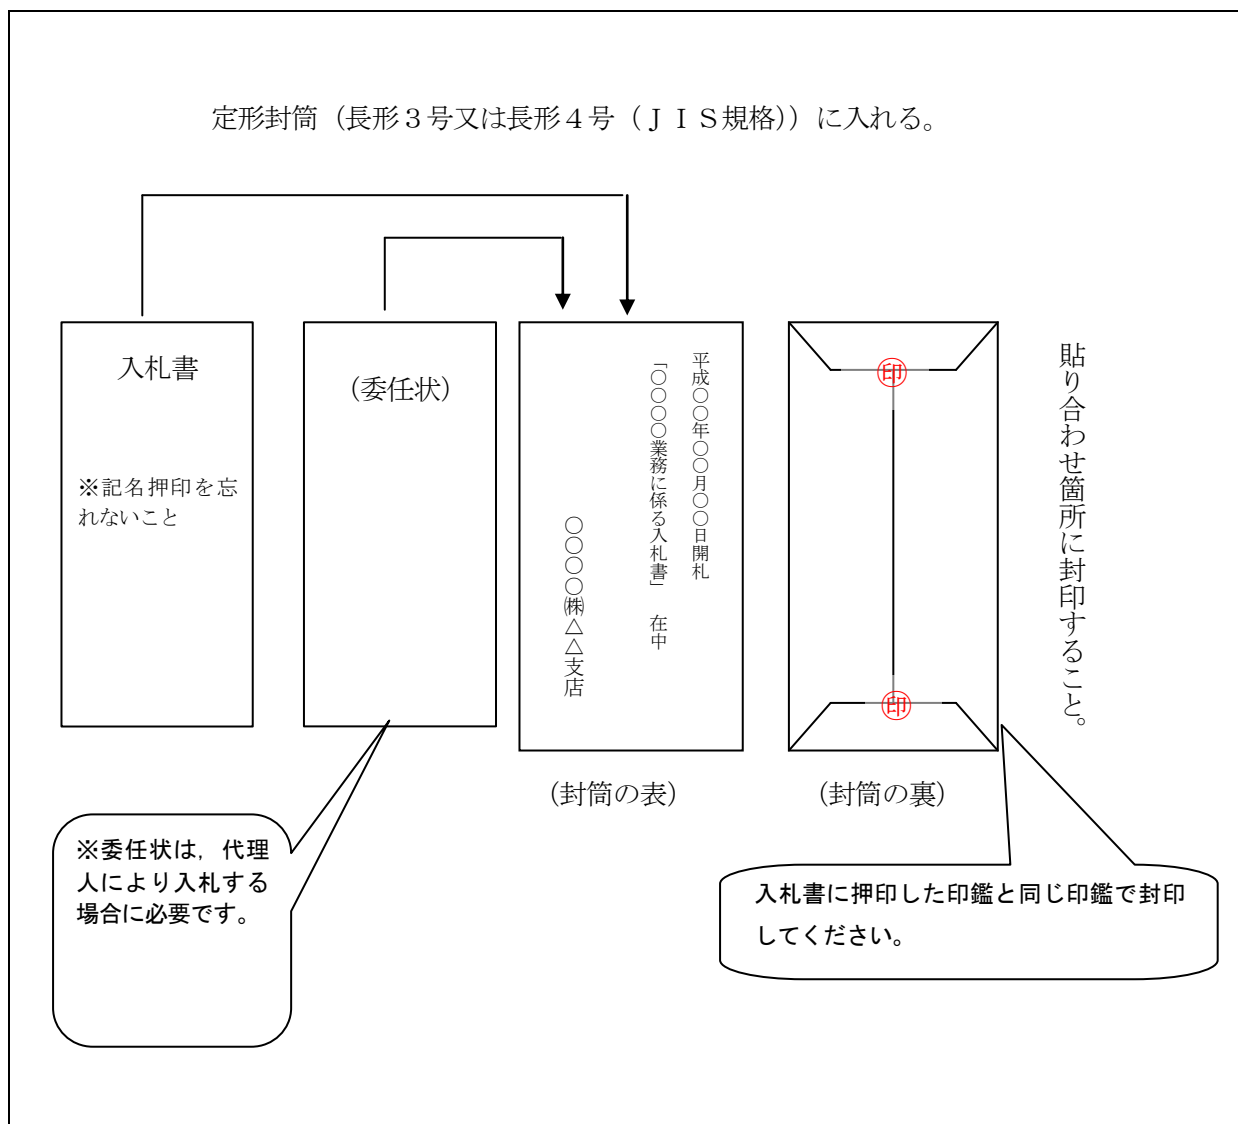 定形封筒（長形３号又は長形４号（ＪＩＳ規格））に入れる。
入札書
※記名押印を忘
れないこと
（委任状）
平成〇〇年〇〇月〇〇日開札
「〇〇〇〇業務に係る入札書」　在中
〇〇〇〇㈱△△支店
印
印
貼り合わせ箇所に封印すること。
（封筒の表）
（封筒の裏）
※委任状は，代理
人により入札する
場合に必要です。
入札書に押印した印鑑と同じ印鑑で封印
してください。